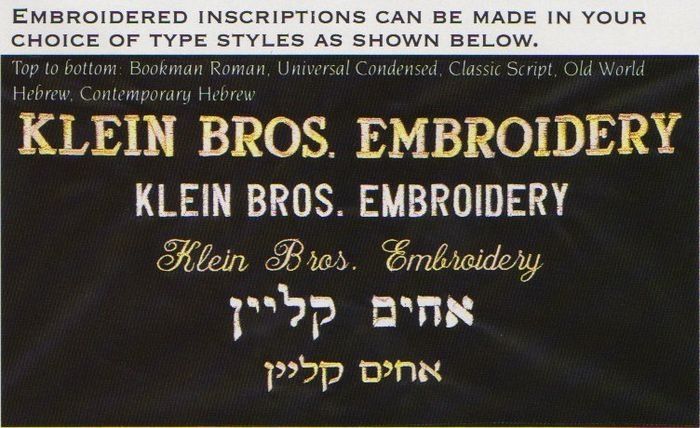 EMBROIDERED INSCRIPTIONS CAN BE MADE IN YOUR
CHOICE OF TYPE STYLES AS SHOWN BELOW.
Top to bottom: Bookman Roman, Universal Condensed, Classic Script, Old World
Hebrew, Contemporary Hebrew
KLEIN BROS. EMBROIDERY
KLEIN BROS. EMBROIDERY
Klein Bros. Embroidery
אחים קליין
אחים קליין